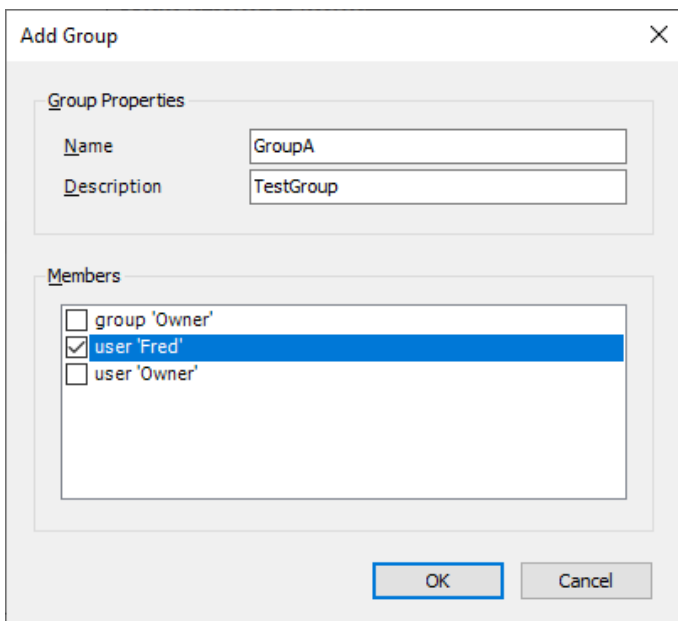 Add Group
Group Properties
Name GroupA
Description TestGroup
Members
group 'Owner'
user 'Fred'
user 'Owner'
OK Cancel